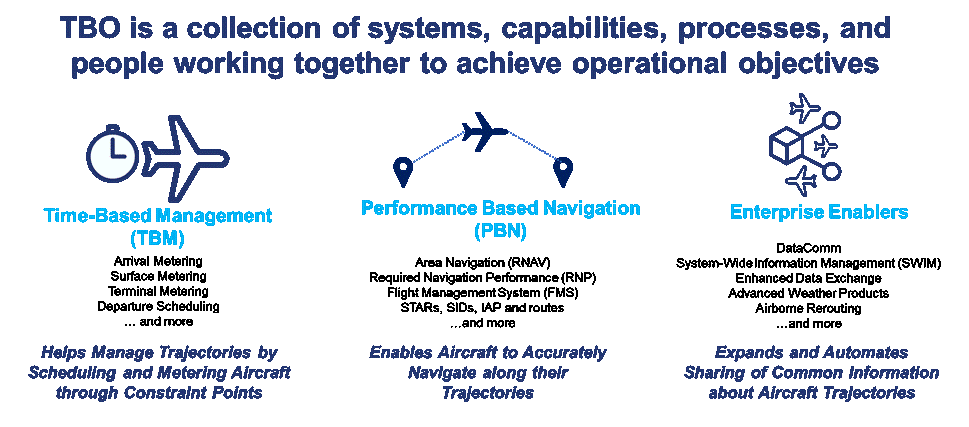 TBO is a collection of systems, capabilities, processes, and
people working together to achieve operational objectives
Time-Based Management
(TBM)
Arrival Metering
Surface Metering
Terminal Metering
Departure Scheduling
… and more
Helps Manage Trajectories by
Scheduling and Metering Aircraft
through Constraint Points
Performance Based Navigation
(PBN)
Area Navigation (RNAV)
Required Navigation Performance (RNP)
Flight Management System (FMS)
STARs, SIDs, IAP and routes
…and more
Enables Aircraft to Accurately
Navigate along their
Trajectories
Enterprise Enablers
DataComm
System-Wide Information Management (SWIM)
Enhanced Data Exchange
Advanced Weather Products
Airborne Rerouting
…and more
Expands and Automates
Sharing of Common Information
about Aircraft Trajectories